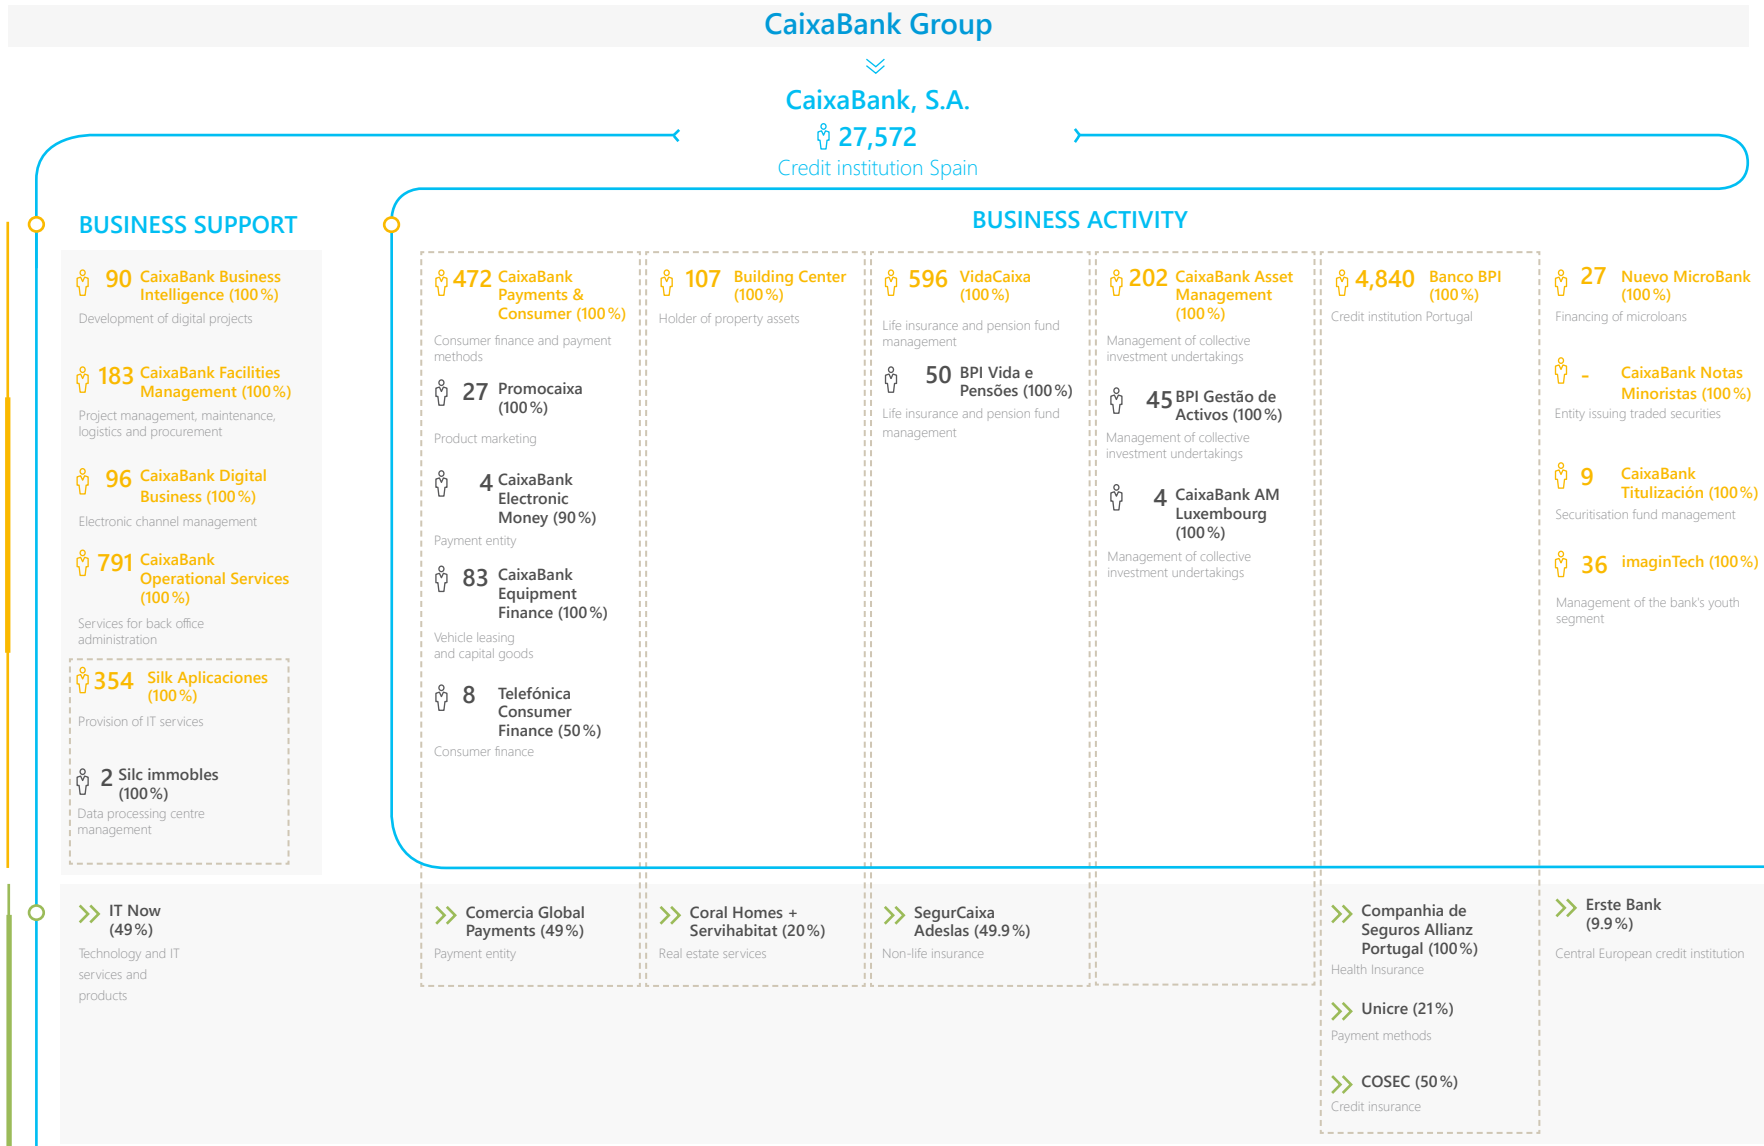 CaixaBank Group
CaixaBank, S.A.
27,572
Credit institution Spain
BUSINESS SUPPORT
90 CaixaBank Business
Intelligence (100%)
Development of digital projects
183 CaixaBank Facilities
Management (100%)
Project management, maintenance,
logistics and procurement
96 CaixaBank Digital
Business (100%)
Electronic channel management
791 CaixaBank
Operational Services
(100%)
Services for back office
administration
354 Silk Aplicaciones
(100%)
Provision of IT services
2 Silc immobles
(100%)
Data processing centre
management
BUSINESS ACTIVITY
472 CaixaBank
Payments &
Consumer (100%)
Consumer finance and payment
methods
27 Promocaixa
(100%)
Product marketing
4 CaixaBank
Electronic
Money (90%)
Payment entity
83 CaixaBank
Equipment
Finance (100%)
Vehicle leasing
and capital goods
8 Telefónica
Consumer
Finance (50%)
Consumer finance
107 Building Center
(100%)
Holder of property assets
596 VidaCaixa
(100%)
Life insurance and pension fund
management
50 BPI Vida e
Pensões (100%)
Life insurance and pension fund
management
202 CaixaBank Asset
Management
(100%)
Management of collective
investment undertakings
45 BPI Gestão de
Activos (100%)
Management of collective
investment undertakings
4 CaixaBank AM
Luxembourg
(100%)
Management of collective
investment undertakings
4,840 Banco BPI
(100%)
Credit institution Portugal
27 Nuevo MicroBank
(100%)
Financing of microloans
- CaixaBank Notas
Minoristas (100%)
Entity issuing traded securities
9 CaixaBank
Titulización (100%)
Securitisation fund management
36 imaginTech (100%)
Management of the bank's youth
segment
IT Now
(49%)
Technology and IT
services and
products
Comercia Global
Payments (49%)
Payment entity
Coral Homes +
Servihabitat (20%)
Real estate services
SegurCaixa
Adeslas (49.9%)
Non-life insurance
Companhia de
Seguros Allianz
Portugal (100%)
Health Insurance
Unicre (21%)
Payment methods
COSEC (50%)
Credit insurance
Erste Bank
(9.9%)
Central European credit institution